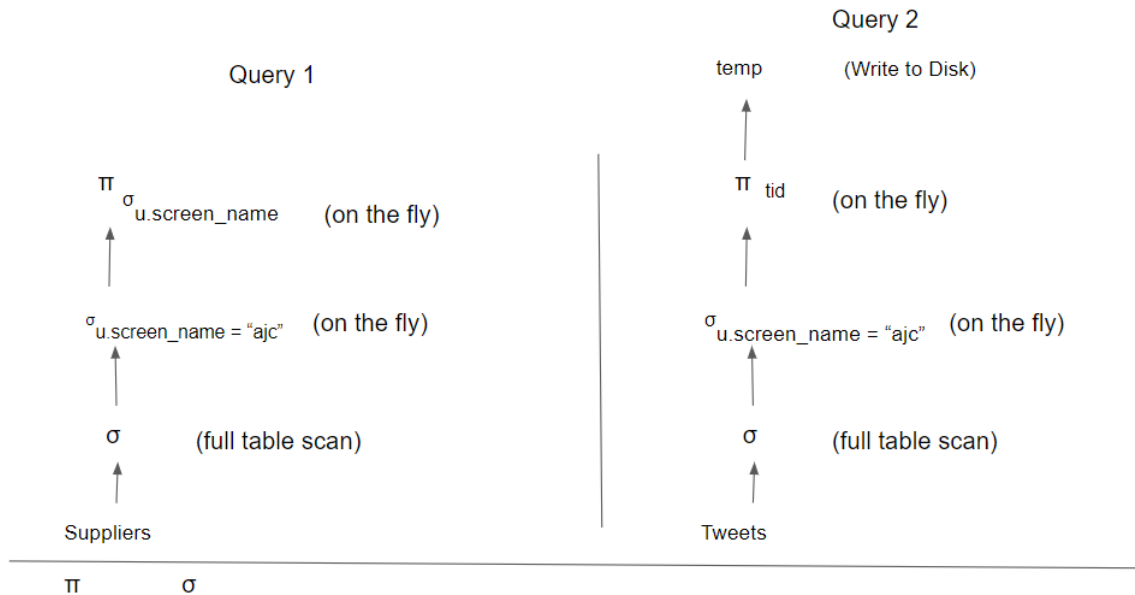 Query 1
π σ u.screen_name (on the fly)
σ u.screen_name = “ajc” (on the fly)
σ (full table scan)
Suppliers
Query 2
temp (Write to Disk)
π tid (on the fly)
σ u.screen_name = “ajc” (on the fly)
σ (full table scan)
Tweets
π σ